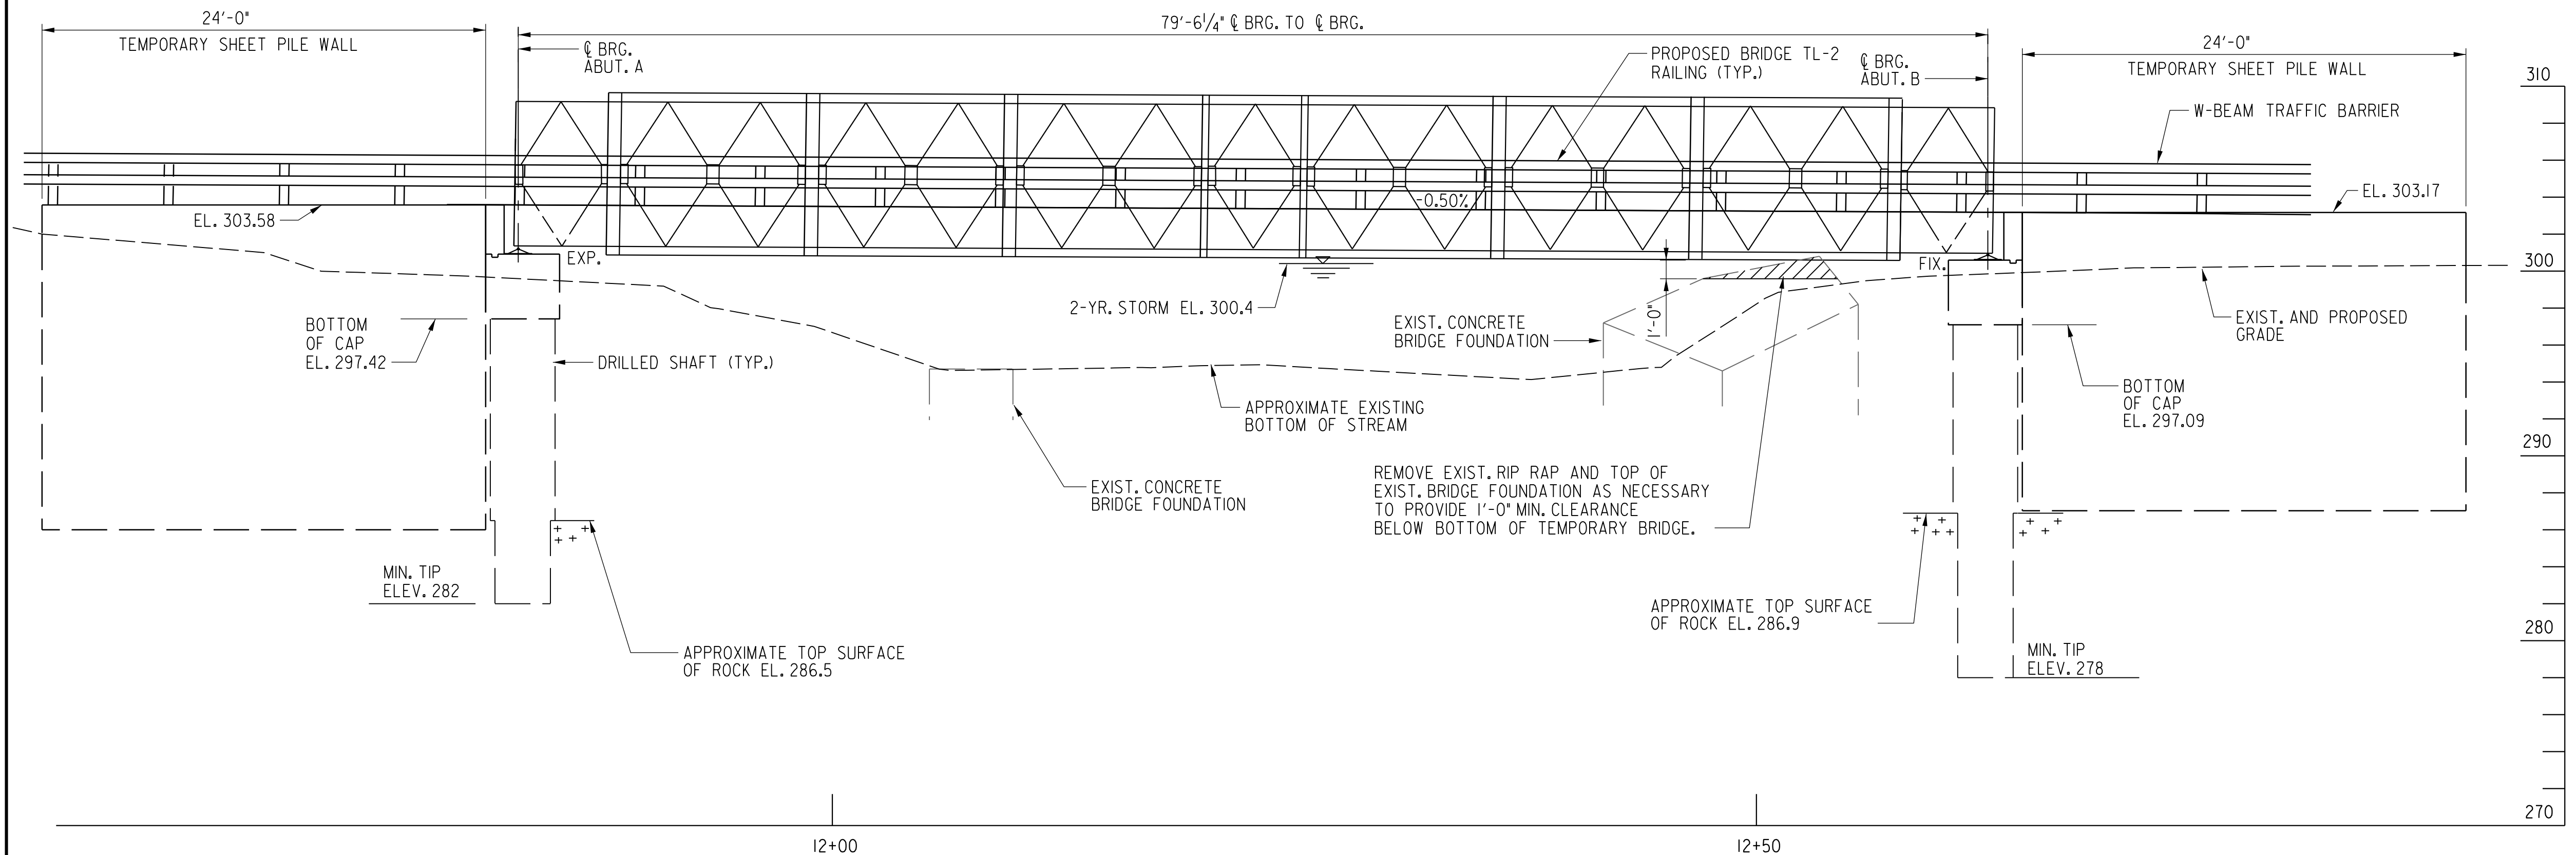 24'-0"
TEMPORARY SHEET PILE WALL
79'-6 1/4" ℄ BRG. TO ℄ BRG.
℄ BRG.
ABUT. A
PROPOSED BRIDGE TL-2
RAILING (TYP.)
℄ BRG.
ABUT. B
24'-0"
TEMPORARY SHEET PILE WALL
310
W-BEAM TRAFFIC BARRIER
EL. 303.58
-0.50%
EL. 303.17
EXP.
FIX.
300
2-YR. STORM EL. 300.4
1'-0"
BOTTOM
OF CAP
EL. 297.42
DRILLED SHAFT (TYP.)
EXIST. CONCRETE
BRIDGE FOUNDATION
EXIST. AND PROPOSED
GRADE
APPROXIMATE EXISTING
BOTTOM OF STREAM
BOTTOM
OF CAP
EL. 297.09
290
EXIST. CONCRETE
BRIDGE FOUNDATION
REMOVE EXIST. RIP RAP AND TOP OF
EXIST. BRIDGE FOUNDATION AS NECESSARY
TO PROVIDE 1'-0" MIN. CLEARANCE
BELOW BOTTOM OF TEMPORARY BRIDGE.
MIN. TIP
ELEV. 282
APPROXIMATE TOP SURFACE
OF ROCK EL. 286.5
APPROXIMATE TOP SURFACE
OF ROCK EL. 286.9
280
MIN. TIP
ELEV. 278
270
12+00
12+50